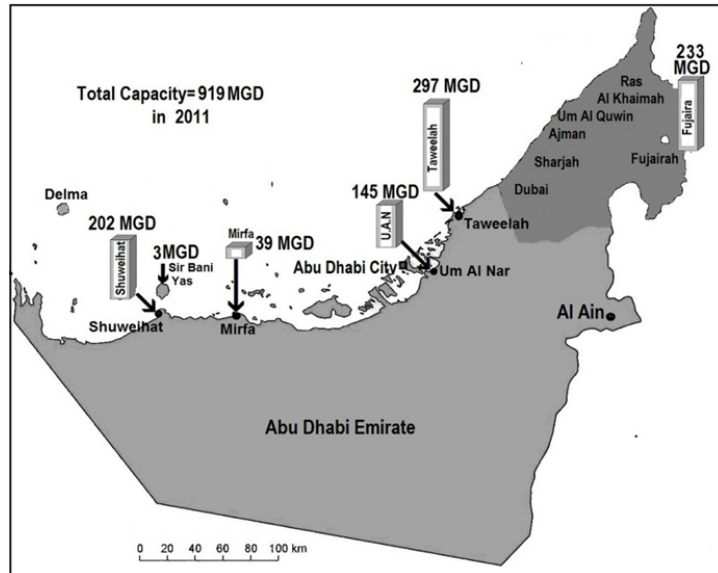 Total Capacity=919 MGD
in 2011
233
MGD
Fujaira
Ras
Al Khaimah
Um Al Quwin
Ajman
Sharjah
Fujairah
Dubai
297 MGD
Taweelah
Taweelah
145 MGD
U.A.N
Abu Dhabi City
Um Al Nar
Delma
202 MGD
Shuweihat
3MGD
Sir Bani
Yas
Mirfa
39 MGD
Shuweihat
Mirfa
Al Ain
Abu Dhabi Emirate
0 20 40 60 80 100 km